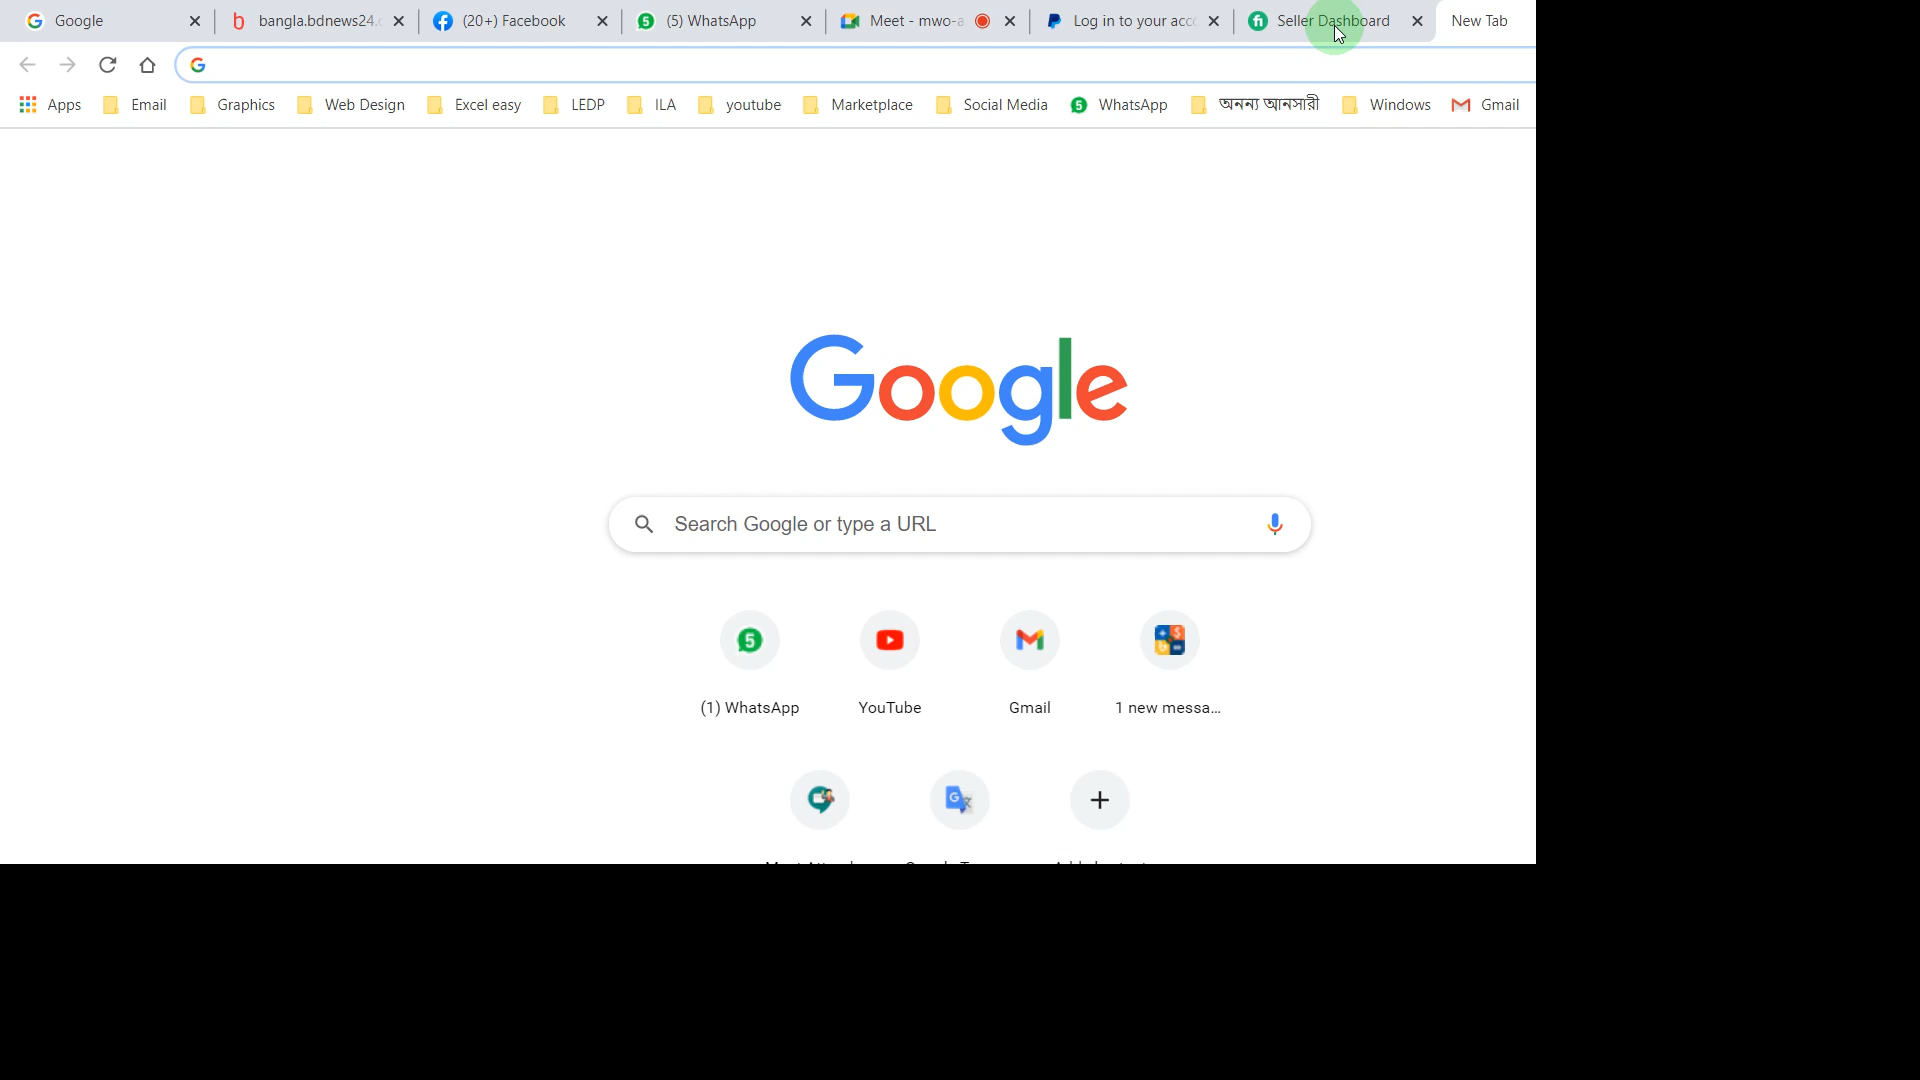 Google
bangla.bdnews24.
(20+) Facebook
(5) WhatsApp
Meet - mwo-a
Log in to your acc
Seller Dashboard
New Tab
Apps
Email
Graphics
Web Design
Excel easy
LEDP
ILA
youtube
Marketplace
Social Media
WhatsApp
অনন্য আনসারী
Windows
Gmail
Google
Search Google or type a URL
(1) WhatsApp
YouTube
Gmail
1 new messa...